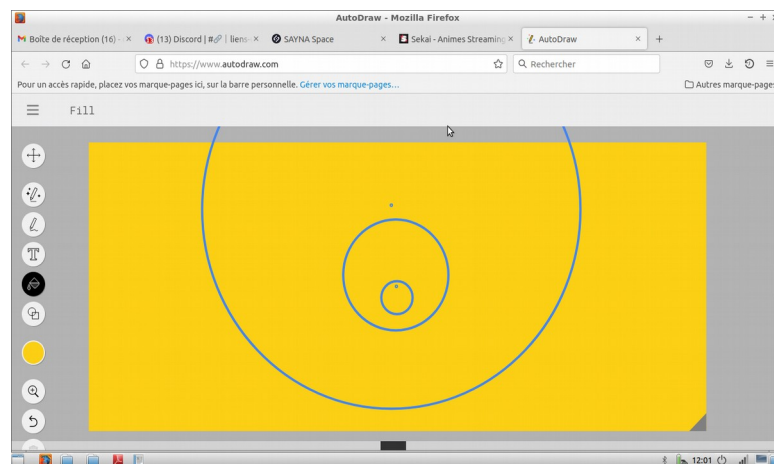 AutoDraw - Mozilla Firefox
Boîte de réception (16) - (13) Discord | # | liens- SAYNA Space Sekai - Animes Streaming AutoDraw
https://www.autodraw.com Rechercher
Pour un accès rapide, placez vos marque-pages ici, sur la barre personnelle. Gérer vos marque-pages… Autres marque-pages
Fill
T
12:01